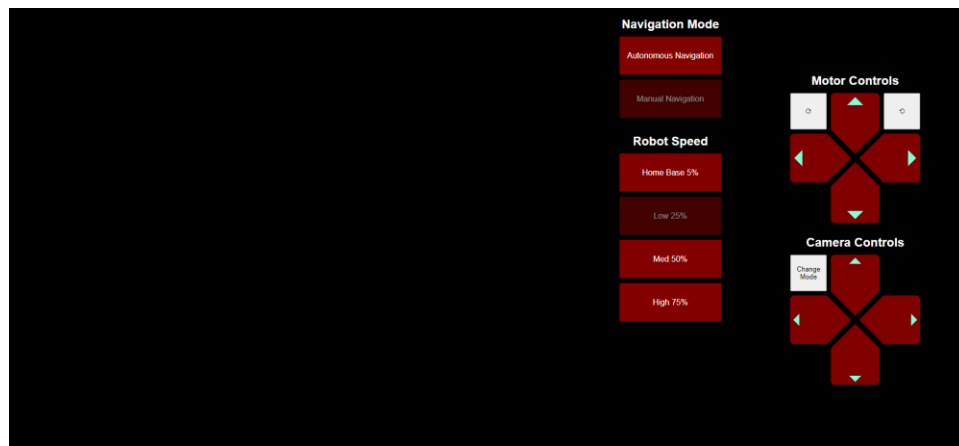 Navigation Mode
Autonomous Navigation
Manual Navigation
Robot Speed
Home Base 5%
Low 25%
Med 50%
High 75%
Motor Controls
⟳
⟲
Camera Controls
Change
Mode